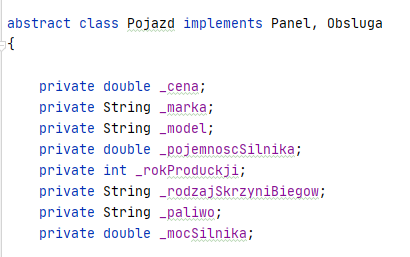 abstract class Pojazd implements Panel, Obsluga
{
private double _cena;
private String _marka;
private String _model;
private double _pojemnoscSilnika;
private int _rokProduckji;
private String _rodzajSkrzyniBiegow;
private String _paliwo;
private double _mocSilnika;